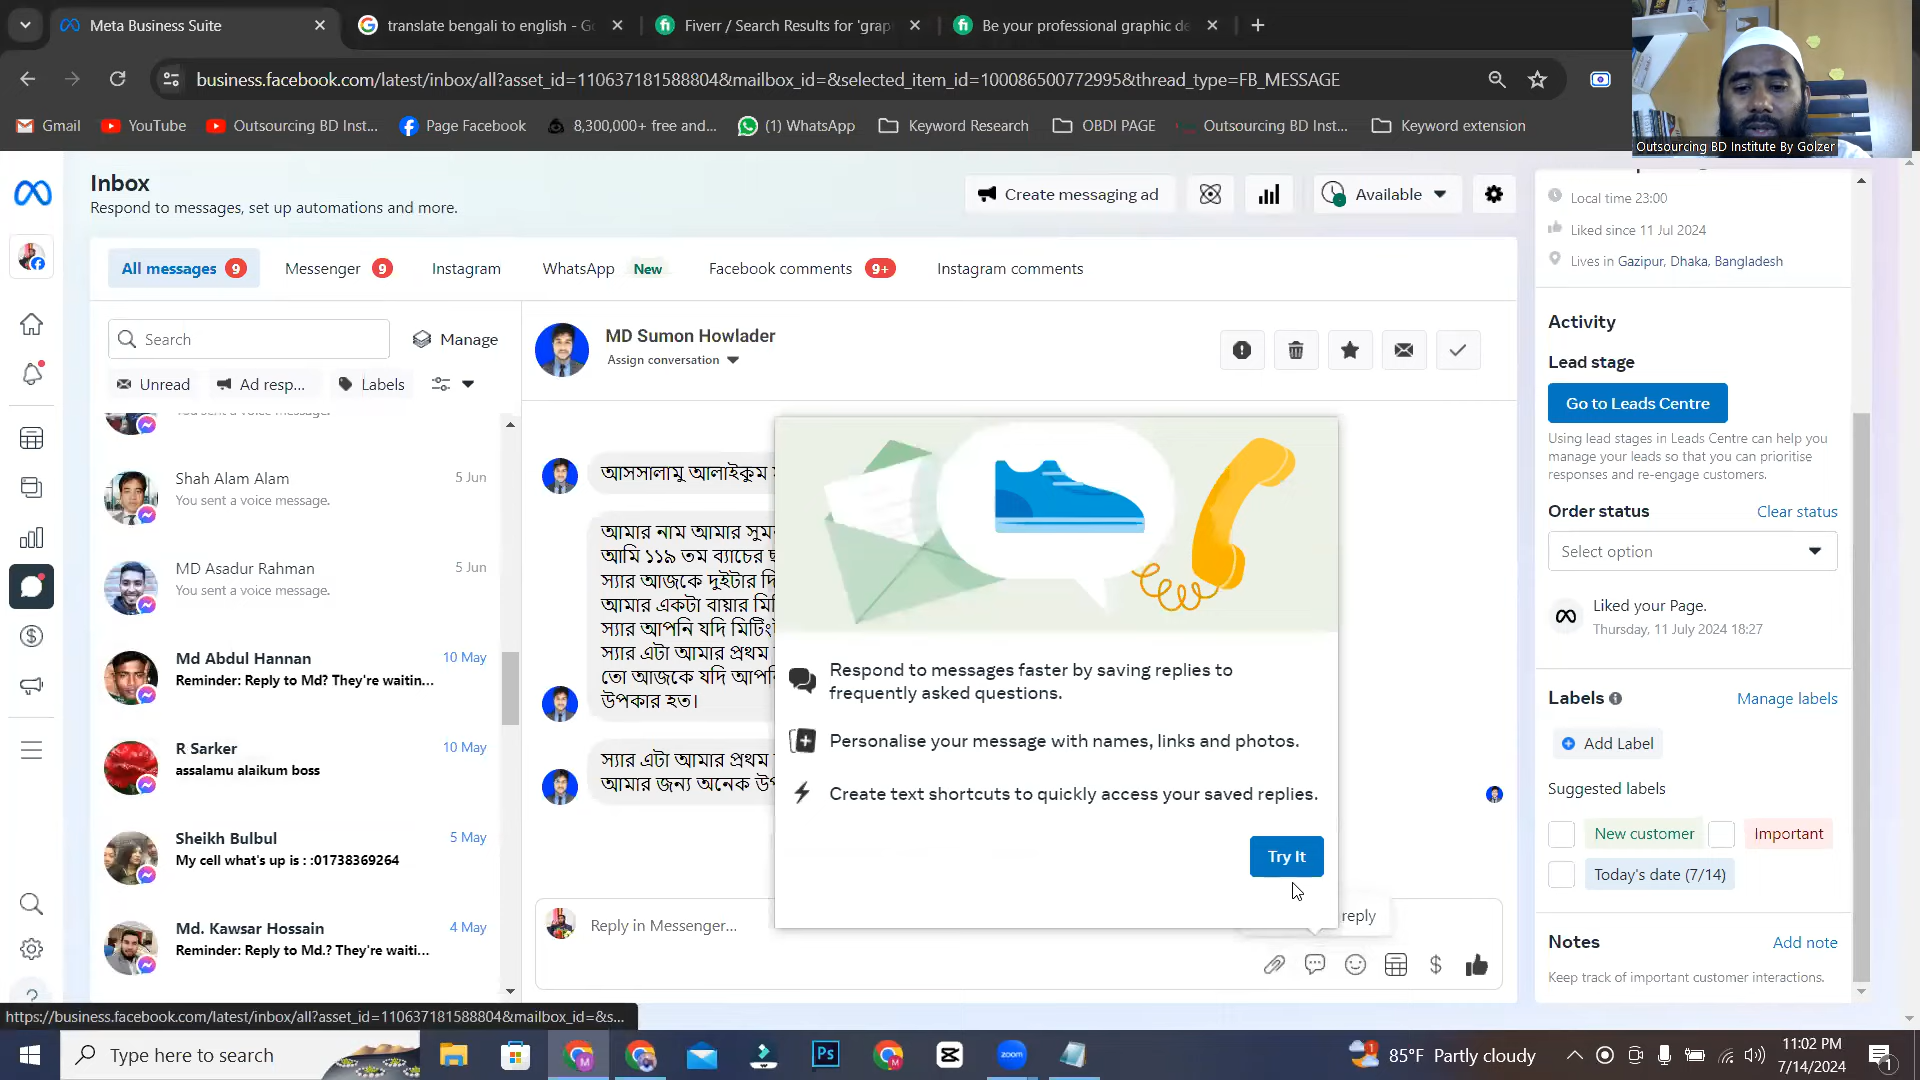 Meta Business Suite
translate bengali to english - Go
Fiverr / Search Results for 'grap
Be your professional graphic de
business.facebook.com/latest/inbox/all?asset_id=110637181588804&mailbox_id=&selected_item_id=100086500772995&thread_type=FB_MESSAGE
Gmail
YouTube
Outsourcing BD Inst...
Page Facebook
8,300,000+ free and...
(1) WhatsApp
Keyword Research
OBDI PAGE
Outsourcing BD Inst...
Keyword extension
Outsourcing BD Institute By Golzer
Inbox
Respond to messages, set up automations and more.
Create messaging ad
Available
All messages 9
Messenger 9
Instagram
WhatsApp New
Facebook comments 9+
Instagram comments
Search
Manage
Unread
Ad resp...
Labels
You sent a voice message.
Shah Alam Alam 5 Jun
You sent a voice message.
MD Asadur Rahman 5 Jun
You sent a voice message.
Md Abdul Hannan 10 May
Reminder: Reply to Md? They're waitin...
R Sarker 10 May
assalamu alaikum boss
Sheikh Bulbul 5 May
My cell what's up is : :01738369264
Md. Kawsar Hossain 4 May
Reminder: Reply to Md.? They're waiti...
MD Sumon Howlader
Assign conversation
আসসালামু আলাইকুম
আমার নাম আমার সুম
আমি ১১৯ তম ব্যাচের
স্যার আজকে দুইটার দি
আমার একটা বায়ার মি
স্যার আপনি যদি মিটিং
স্যার এটা আমার প্রথম
তো আজকে যদি আপনি
উপকার হত।
স্যার এটা আমার প্রথম
আমার জন্য অনেক উপ
Respond to messages faster by saving replies to
frequently asked questions.
Personalise your message with names, links and photos.
Create text shortcuts to quickly access your saved replies.
Try It
reply
Reply in Messenger...
Local time 23:00
Liked since 11 Jul 2024
Lives in Gazipur, Dhaka, Bangladesh
Activity
Lead stage
Go to Leads Centre
Using lead stages in Leads Centre can help you
manage your leads so that you can prioritise
responses and re-engage customers.
Order status Clear status
Select option
Liked your Page.
Thursday, 11 July 2024 18:27
Labels Manage labels
Add Label
Suggested labels
New customer
Important
Today's date (7/14)
Notes Add note
Keep track of important customer interactions.
https://business.facebook.com/latest/inbox/all?asset_id=110637181588804&mailbox_id=&s...
Type here to search
Ps
zoom
85°F Partly cloudy
11:02 PM
7/14/2024
1